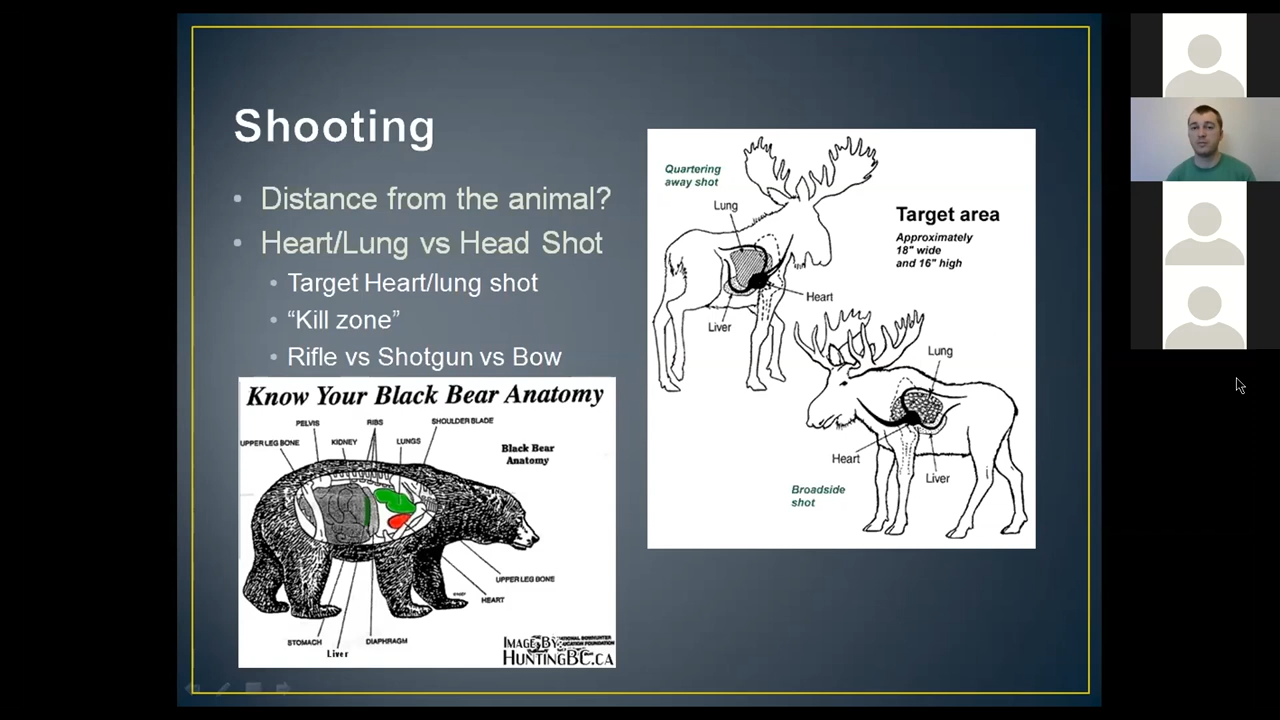 Shooting
• Distance from the animal?
• Heart/Lung vs Head Shot
• Target Heart/lung shot
• “Kill zone”
• Rifle vs Shotgun vs Bow
Know Your Black Bear Anatomy
PELVIS
RIBS
SHOULDER BLADE
UPPER LEG BONE
KIDNEY
LUNGS
Black Bear
Anatomy
UPPER LEG BONE
HEART
STOMACH
Liver
DIAPHRAGM
IMAGE BY:
HUNTINGBC.CA
Quartering
away shot
Lung
Target area
Approximately
18" wide
and 16" high
Heart
Liver
Lung
Heart
Liver
Broadside
shot